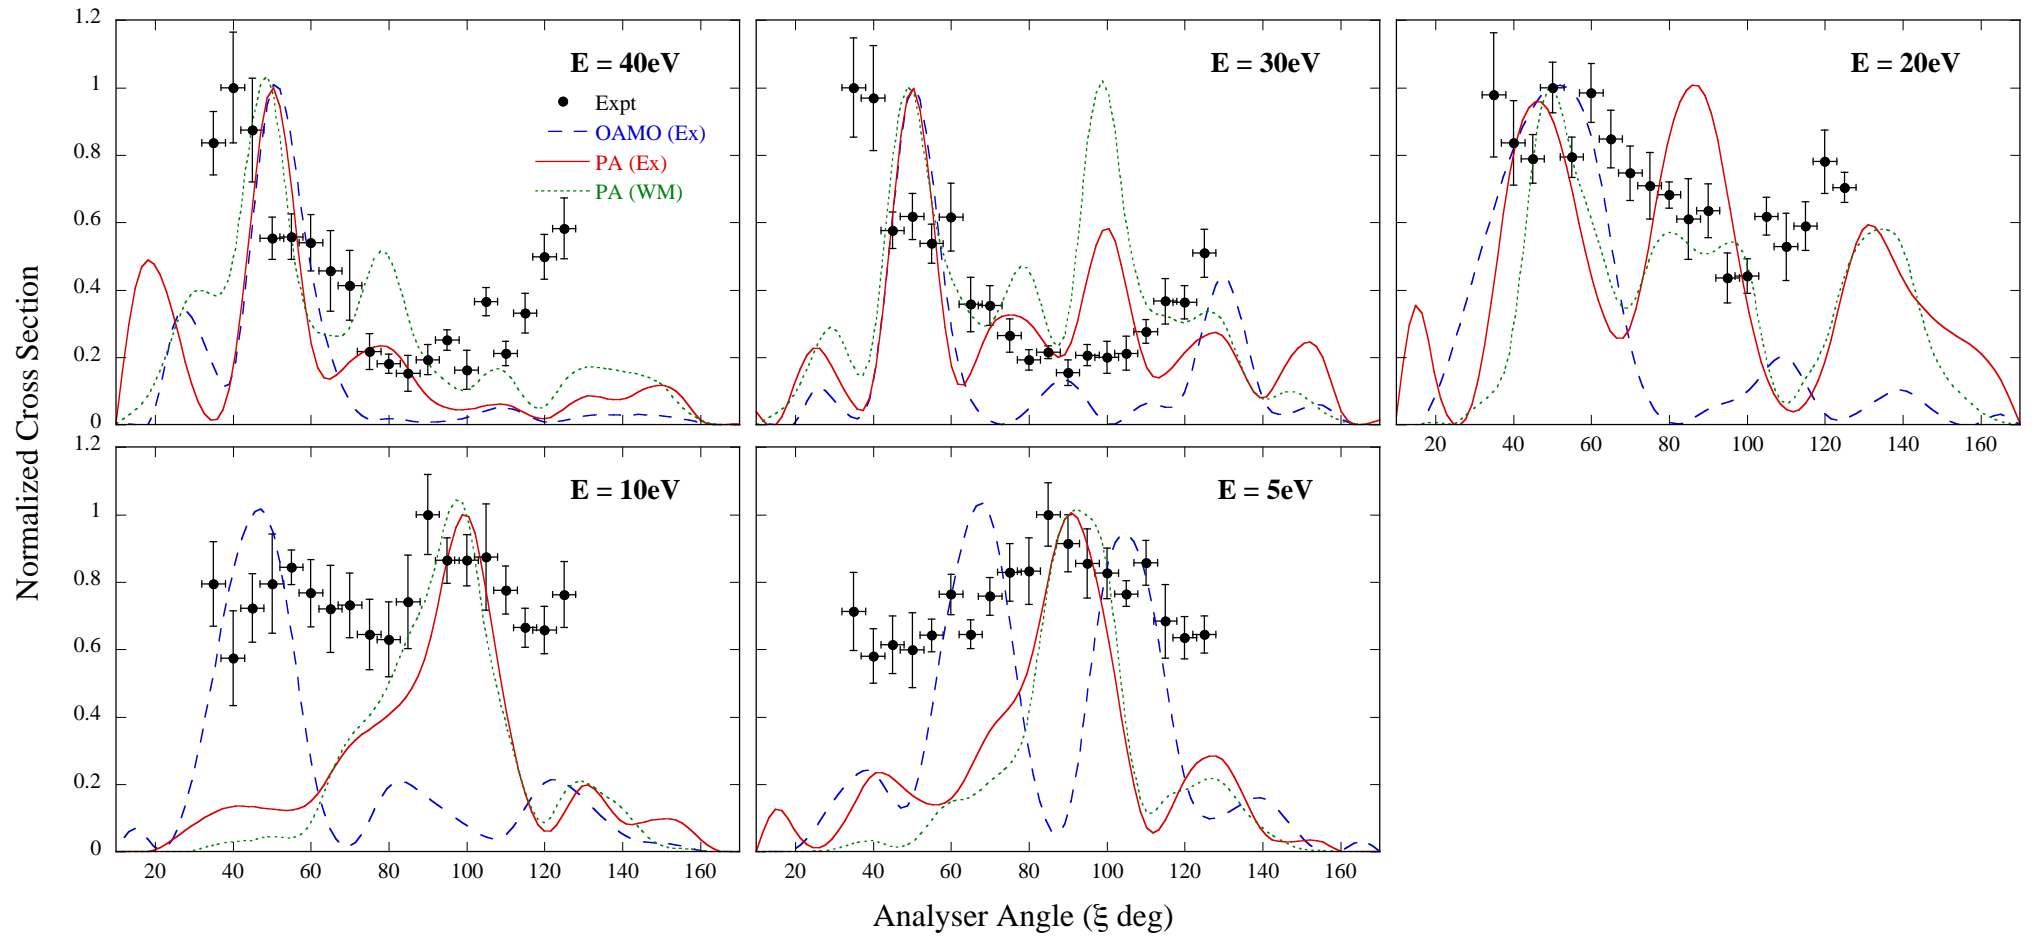 Normalized Cross Section
1.2
1
0.8
0.6
0.4
0.2
0
E = 40eV
Expt
OAMO (Ex)
PA (Ex)
PA (WM)
E = 30eV
E = 20eV
20 40 60 80 100 120 140 160
1.2
1
0.8
0.6
0.4
0.2
0
E = 10eV
20 40 60 80 100 120 140 160
E = 5eV
20 40 60 80 100 120 140 160
Analyser Angle (ξ deg)